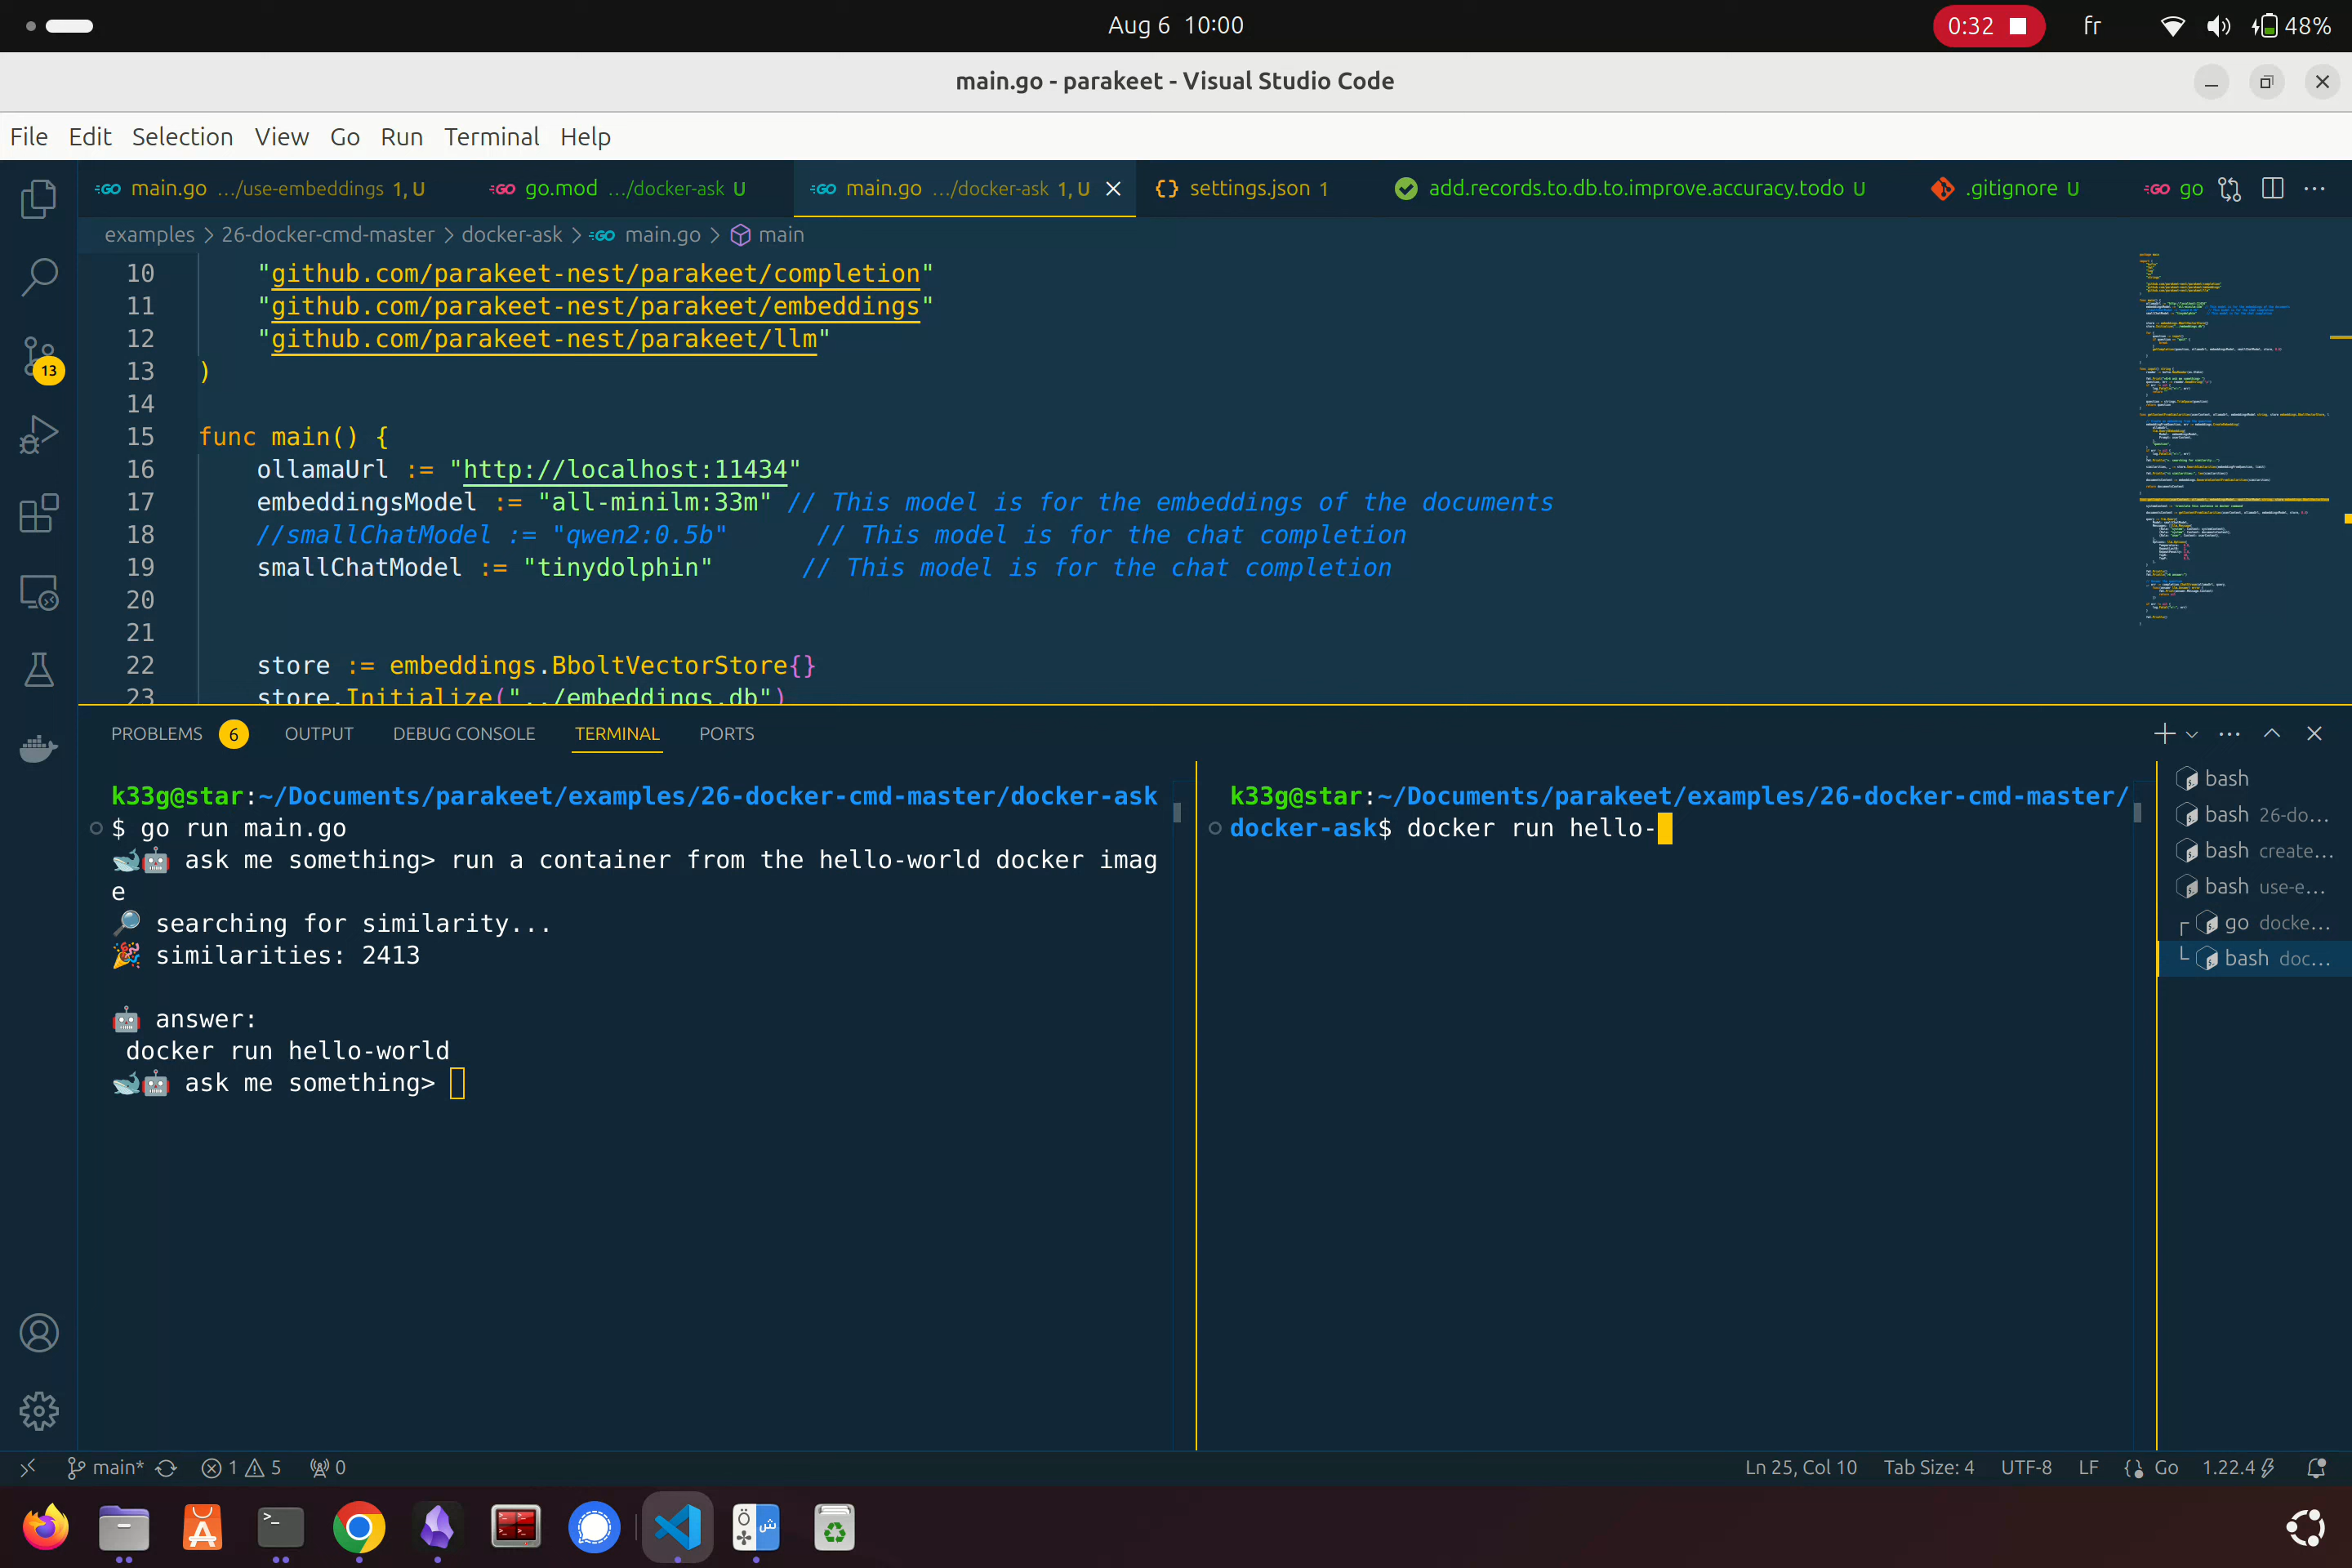 Aug 6 10:00
0:32
fr
48%
main.go - parakeet - Visual Studio Code
File Edit Selection View Go Run Terminal Help
main.go .../use-embeddings 1, U
go.mod .../docker-ask U
main.go .../docker-ask 1, U
settings.json 1
add.records.to.db.to.improve.accuracy.todo U
.gitignore U
go
examples > 26-docker-cmd-master > docker-ask > main.go > main
10 "github.com/parakeet-nest/parakeet/completion"
11 "github.com/parakeet-nest/parakeet/embeddings"
12 "github.com/parakeet-nest/parakeet/llm"
13 )
14
15 func main() {
16 ollamaUrl := "http://localhost:11434"
17 embeddingsModel := "all-minilm:33m" // This model is for the embeddings of the documents
18 //smallChatModel := "qwen2:0.5b" // This model is for the chat completion
19 smallChatModel := "tinydolphin" // This model is for the chat completion
20
21
22 store := embeddings.BboltVectorStore{}
23 store.Initialize("../embeddings.db")
13
PROBLEMS 6 OUTPUT DEBUG CONSOLE TERMINAL PORTS
k33g@star:~/Documents/parakeet/examples/26-docker-cmd-master/docker-ask
$ go run main.go
🐳🤖 ask me something> run a container from the hello-world docker imag
e
🔎 searching for similarity...
🎉 similarities: 2413
🤖 answer:
docker run hello-world
🐳🤖 ask me something>
k33g@star:~/Documents/parakeet/examples/26-docker-cmd-master/
docker-ask$ docker run hello-
bash
bash 26-do...
bash create...
bash use-e...
go docke...
bash doc...
main* 1 5 0
Ln 25, Col 10 Tab Size: 4 UTF-8 LF Go 1.22.4